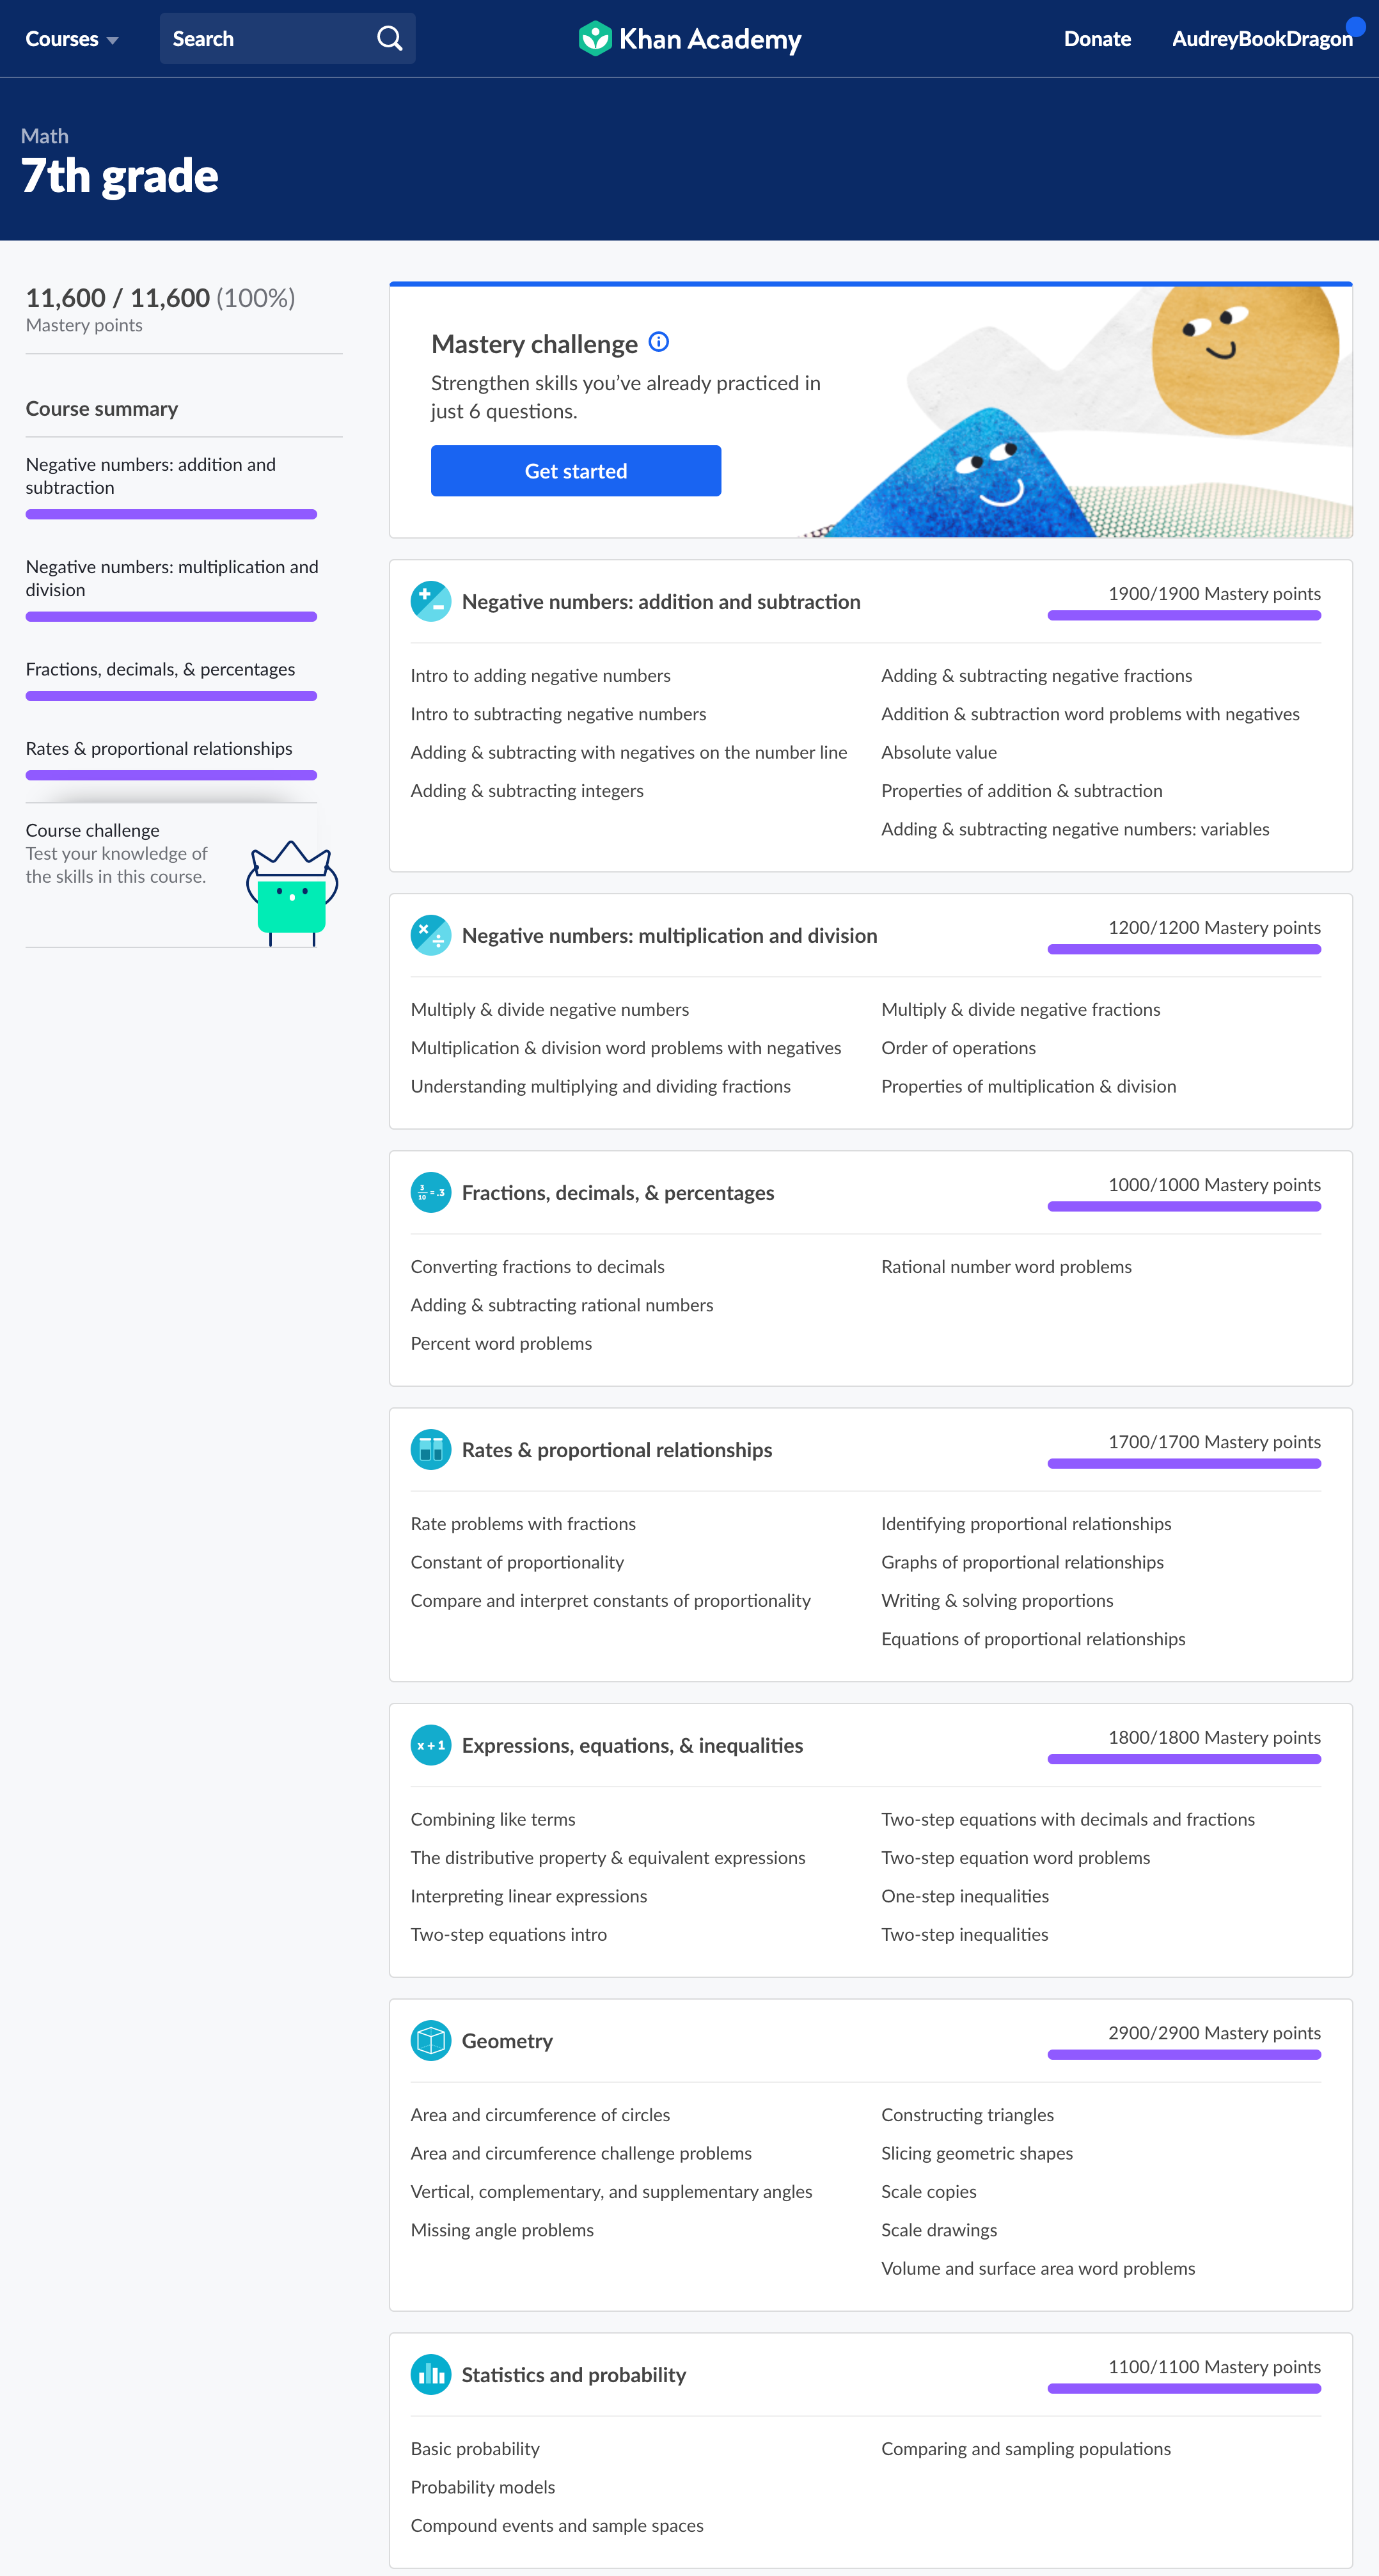 Courses
Search
Khan Academy
Donate
AudreyBookDragon
Math
7th grade
11,600 / 11,600 (100%)
Mastery points
Course summary
Negative numbers: addition and
subtraction
Negative numbers: multiplication and
division
Fractions, decimals, & percentages
Rates & proportional relationships
Course challenge
Test your knowledge of
the skills in this course.
Mastery challenge
Strengthen skills you’ve already practiced in
just 6 questions.
Get started
Negative numbers: addition and subtraction
1900/1900 Mastery points
Intro to adding negative numbers
Intro to subtracting negative numbers
Adding & subtracting with negatives on the number line
Adding & subtracting integers
Adding & subtracting negative fractions
Addition & subtraction word problems with negatives
Absolute value
Properties of addition & subtraction
Adding & subtracting negative numbers: variables
Negative numbers: multiplication and division
1200/1200 Mastery points
Multiply & divide negative numbers
Multiplication & division word problems with negatives
Understanding multiplying and dividing fractions
Multiply & divide negative fractions
Order of operations
Properties of multiplication & division
3/10 = .3
Fractions, decimals, & percentages
1000/1000 Mastery points
Converting fractions to decimals
Adding & subtracting rational numbers
Percent word problems
Rational number word problems
Rates & proportional relationships
1700/1700 Mastery points
Rate problems with fractions
Constant of proportionality
Compare and interpret constants of proportionality
Identifying proportional relationships
Graphs of proportional relationships
Writing & solving proportions
Equations of proportional relationships
x + 1
Expressions, equations, & inequalities
1800/1800 Mastery points
Combining like terms
The distributive property & equivalent expressions
Interpreting linear expressions
Two-step equations intro
Two-step equations with decimals and fractions
Two-step equation word problems
One-step inequalities
Two-step inequalities
Geometry
2900/2900 Mastery points
Area and circumference of circles
Area and circumference challenge problems
Vertical, complementary, and supplementary angles
Missing angle problems
Constructing triangles
Slicing geometric shapes
Scale copies
Scale drawings
Volume and surface area word problems
Statistics and probability
1100/1100 Mastery points
Basic probability
Probability models
Compound events and sample spaces
Comparing and sampling populations